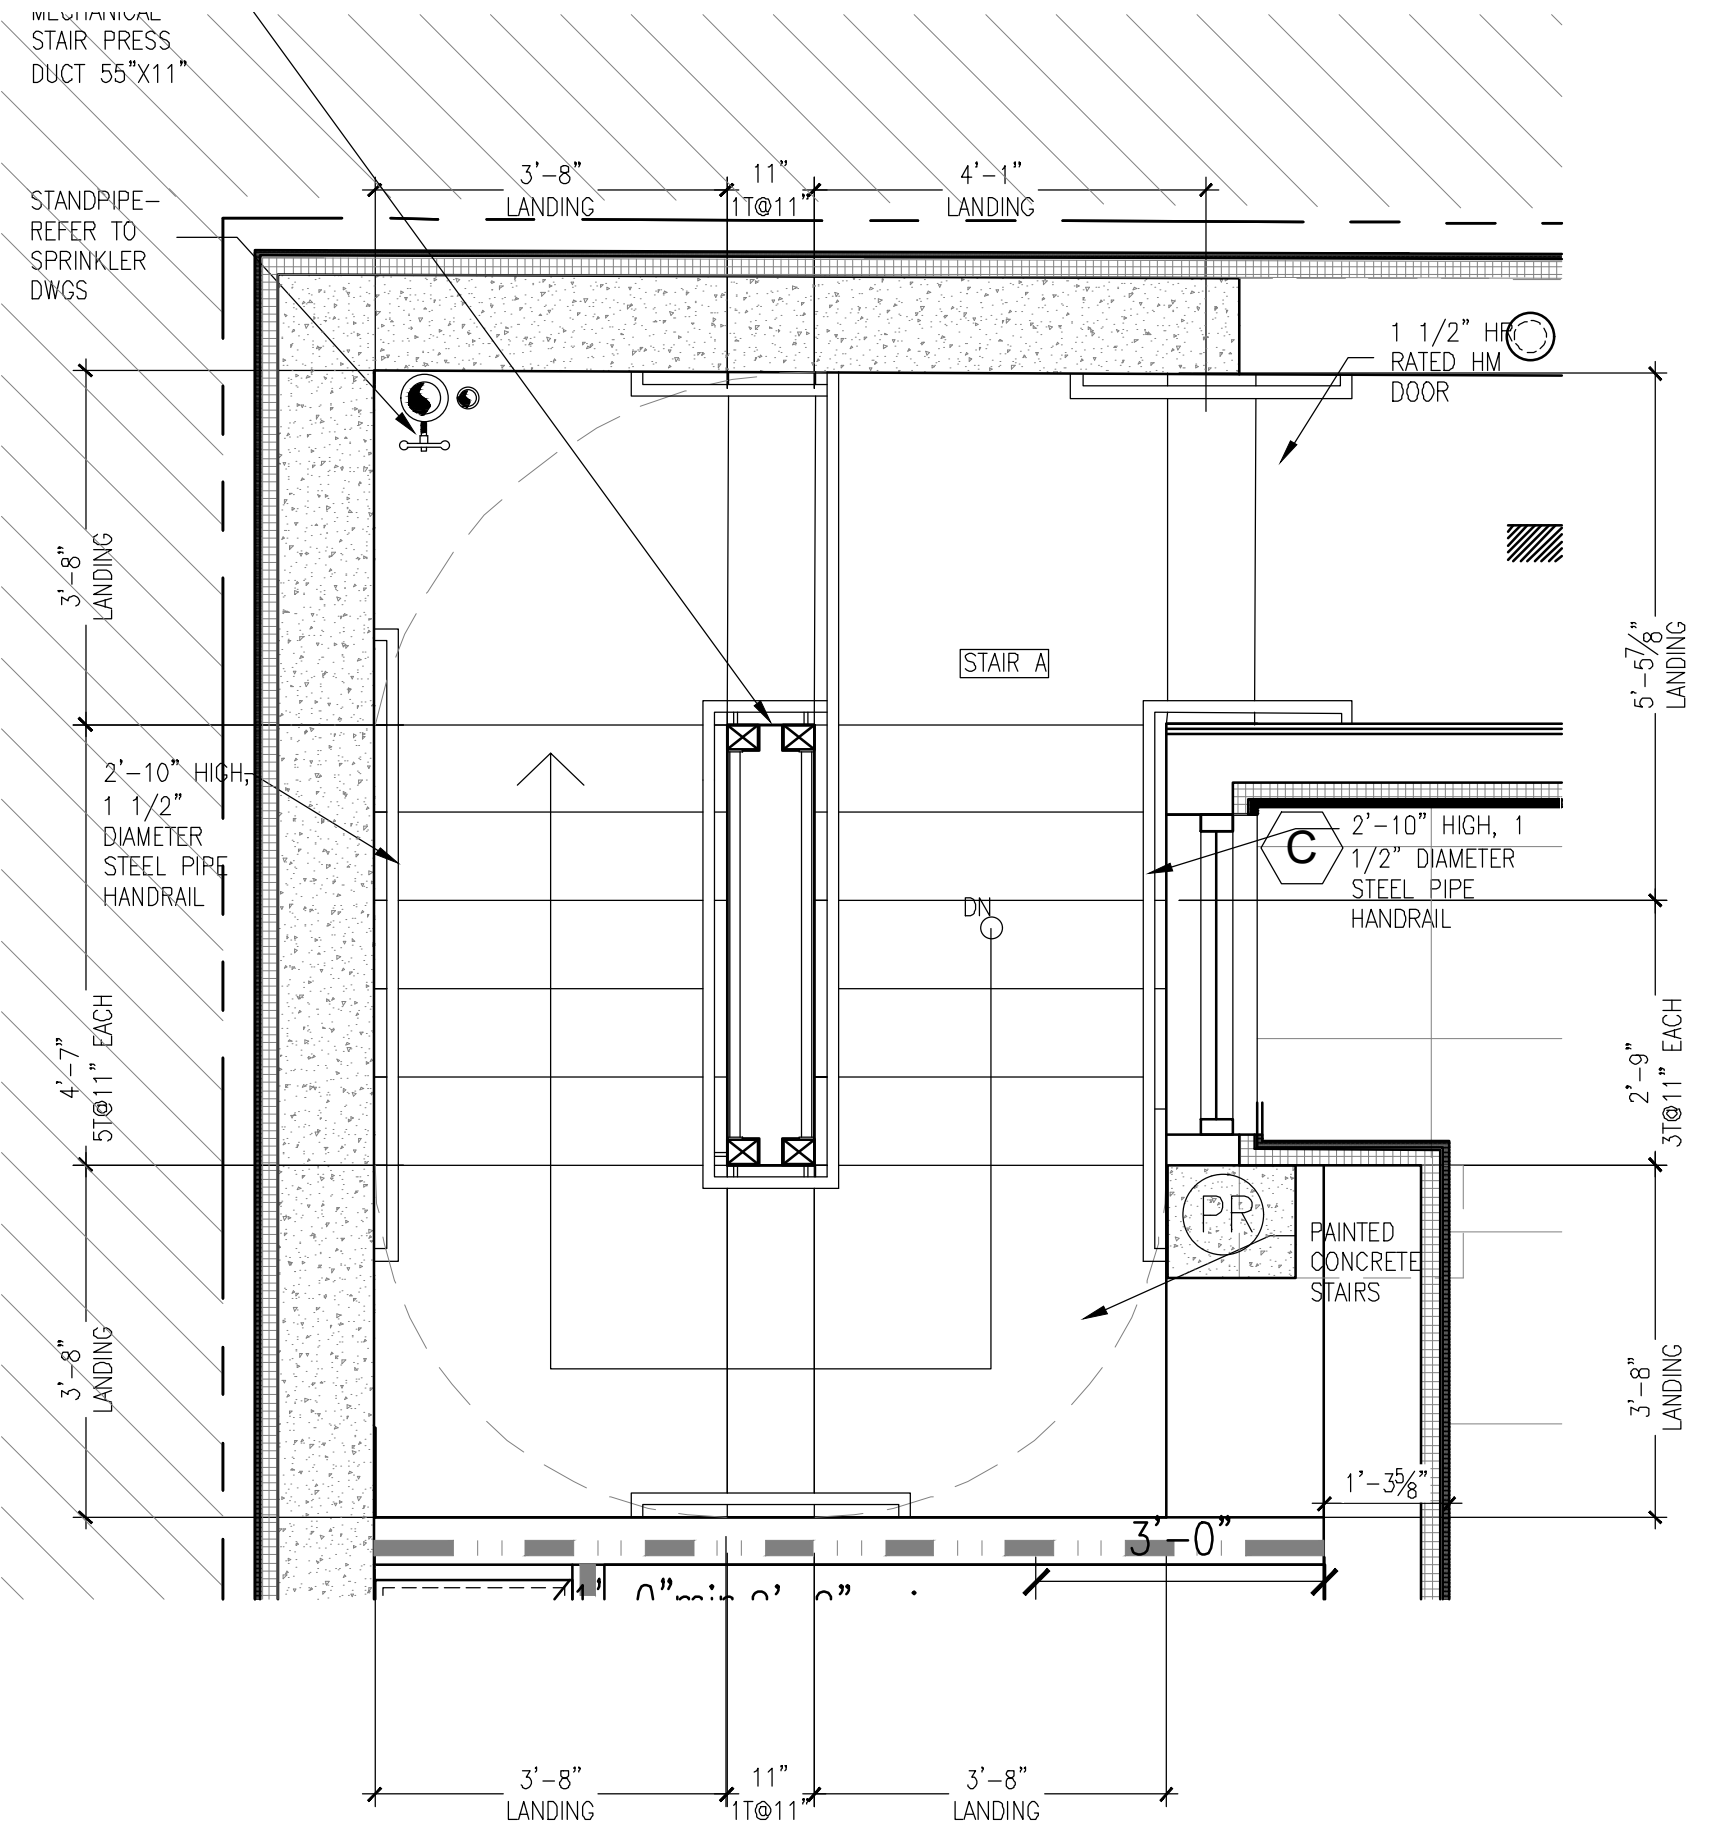 MECHANICAL
STAIR PRESS
DUCT 55"X11"
3'-8"
LANDING
11"
1T@11"
4'-1"
LANDING
STANDPIPE-
REFER TO
SPRINKLER
DWGS
1 1/2" HR
RATED HM
DOOR
3'-8"
LANDING
5'-5 7/8"
LANDING
STAIR A
2'-10" HIGH,
1 1/2"
DIAMETER
STEEL PIPE
HANDRAIL
C
2'-10" HIGH, 1
1/2" DIAMETER
STEEL PIPE
HANDRAIL
DN
4'-7"
5T@11" EACH
2'-9"
3T@11" EACH
PR
PAINTED
CONCRETE
STAIRS
3'-8"
LANDING
3'-8"
LANDING
1'-3 5/8"
3'-0"
3'-8"
LANDING
11"
1T@11"
3'-8"
LANDING